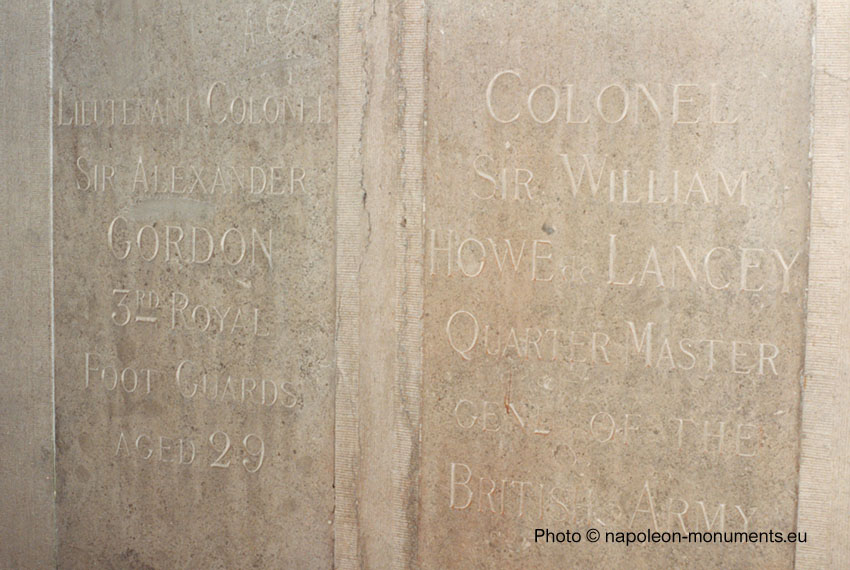 LIEUTENANT COLONEL
SIR ALEXANDER
GORDON
3RD ROYAL
FOOT GUARDS
AGED 29
COLONEL
SIR WILLIAM
HOWE DE LANCEY
QUARTER MASTER
GENL OF THE
BRITISH ARMY
Photo © napoleon-monuments.eu